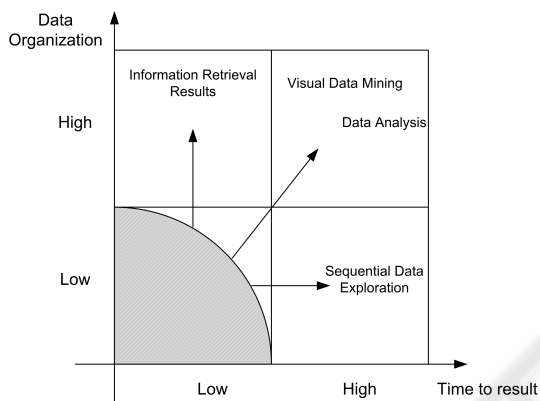 Data
Organization
Information Retrieval
Results
Visual Data Mining
High
Data Analysis
Low
Sequential Data
Exploration
Low
High
Time to result